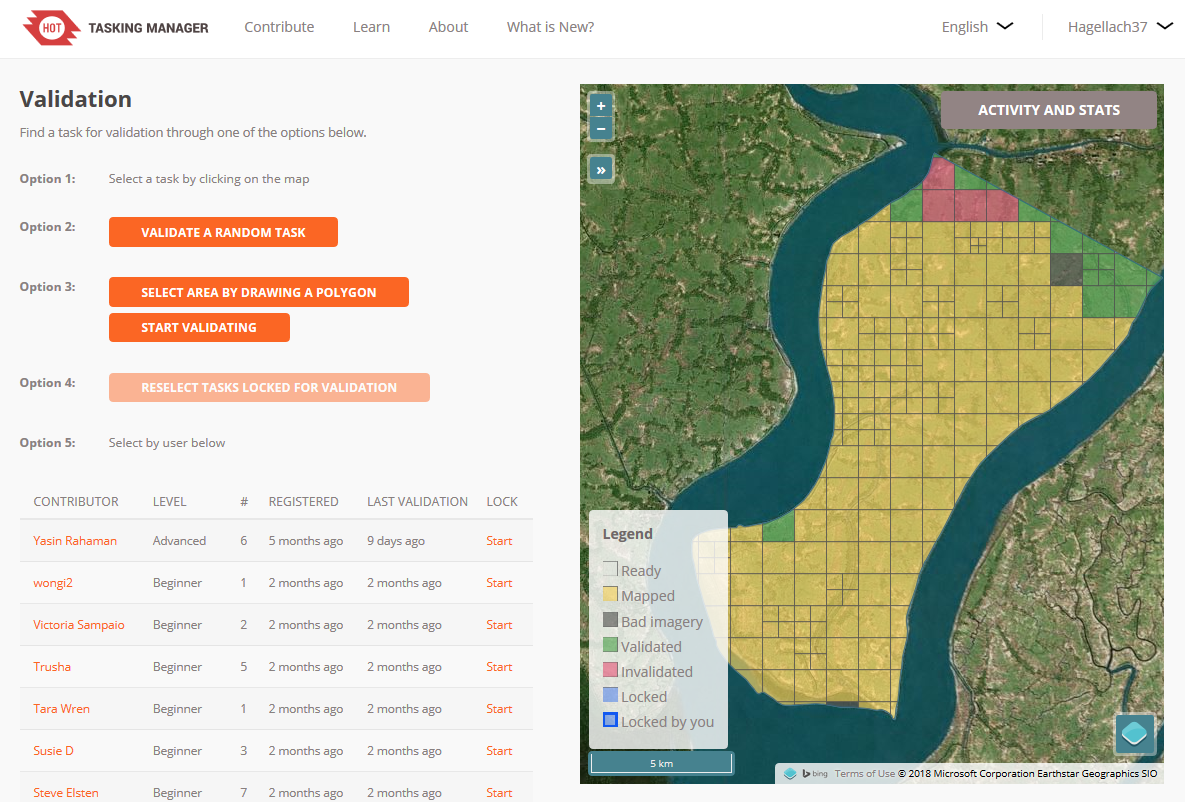 HOT TASKING MANAGER Contribute Learn About What is New? English Hagellach37
Validation
Find a task for validation through one of the options below.
Option 1: Select a task by clicking on the map
Option 2: VALIDATE A RANDOM TASK
Option 3: SELECT AREA BY DRAWING A POLYGON
START VALIDATING
Option 4: RESELECT TASKS LOCKED FOR VALIDATION
Option 5: Select by user below
CONTRIBUTOR LEVEL # REGISTERED LAST VALIDATION LOCK
Yasin Rahaman Advanced 6 5 months ago 9 days ago Start
wongi2 Beginner 1 2 months ago 2 months ago Start
Victoria Sampaio Beginner 2 2 months ago 2 months ago Start
Trusha Beginner 5 2 months ago 2 months ago Start
Tara Wren Beginner 1 2 months ago 2 months ago Start
Susie D Beginner 3 2 months ago 2 months ago Start
Steve Elsten Beginner 7 2 months ago 2 months ago Start
+
−
»
ACTIVITY AND STATS
Legend
Ready
Mapped
Bad imagery
Validated
Invalidated
Locked
Locked by you
5 km
bing Terms of Use © 2018 Microsoft Corporation Earthstar Geographics SIO